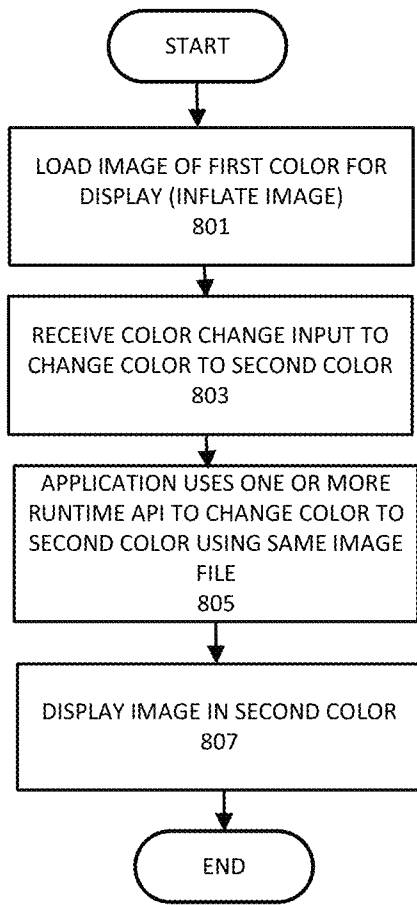 START
LOAD IMAGE OF FIRST COLOR FOR
DISPLAY (INFLATE IMAGE)
801
RECEIVE COLOR CHANGE INPUT TO
CHANGE COLOR TO SECOND COLOR
803
APPLICATION USES ONE OR MORE
RUNTIME API TO CHANGE COLOR TO
SECOND COLOR USING SAME IMAGE
FILE
805
DISPLAY IMAGE IN SECOND COLOR
807
END